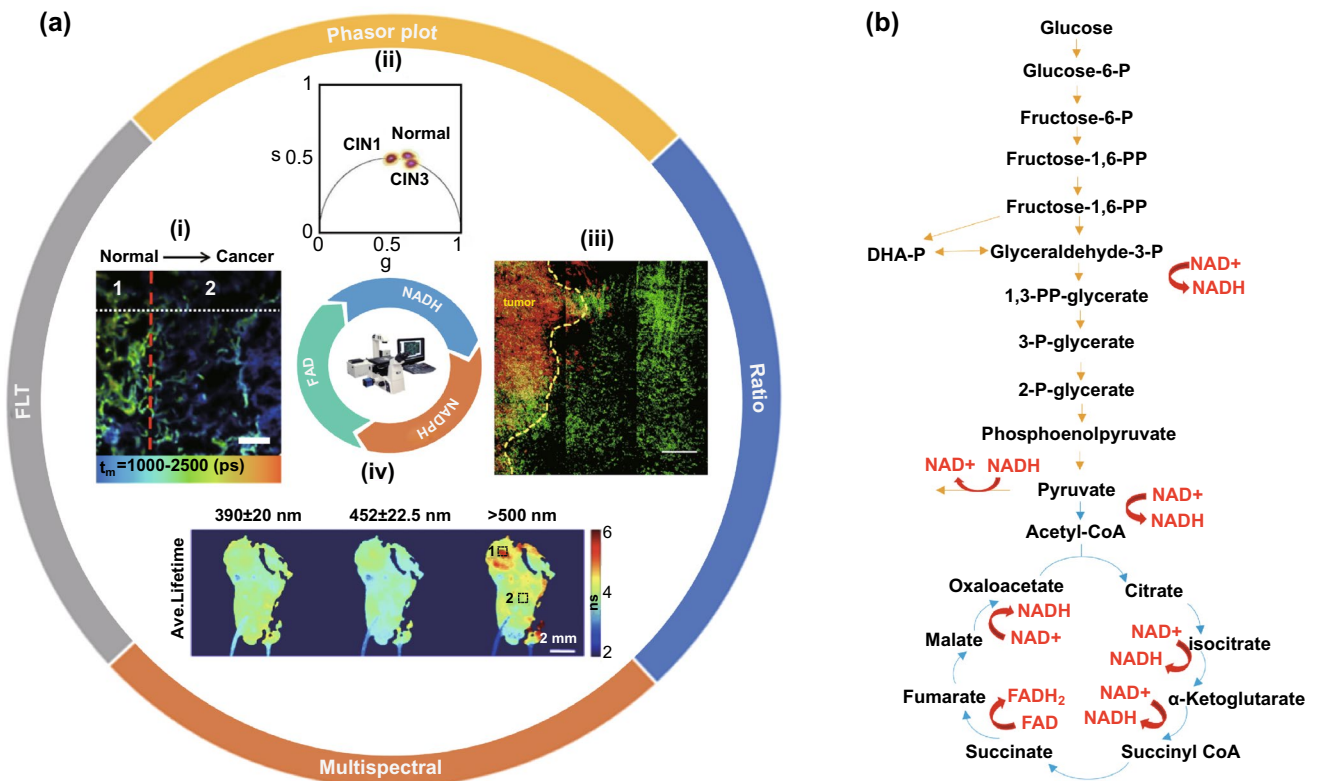 (a)
Phasor plot
(ii)
1
CIN1
Normal
s 0.5
CIN3
0
0
0.5
1
g
(i)
Normal
Cancer
1
2
tm=1000-2500 (ps)
FLT
NADH
FAD
NADPH
(iii)
tumor
Ratio
(iv)
390±20 nm
452±22.5 nm
>500 nm
Ave.Lifetime
1
2
2 mm
6
4
ns
2
Multispectral
(b)
Glucose
Glucose-6-P
Fructose-6-P
Fructose-1,6-PP
Fructose-1,6-PP
DHA-P
Glyceraldehyde-3-P
NAD+
NADH
1,3-PP-glycerate
3-P-glycerate
2-P-glycerate
Phosphoenolpyruvate
NAD+ NADH
Pyruvate
NAD+
NADH
Acetyl-CoA
Oxaloacetate
Citrate
NADH
NAD+
Malate
NAD+
isocitrate
NADH
Fumarate
FADH₂
FAD
NAD+
NADH
α-Ketoglutarate
Succinate
Succinyl CoA